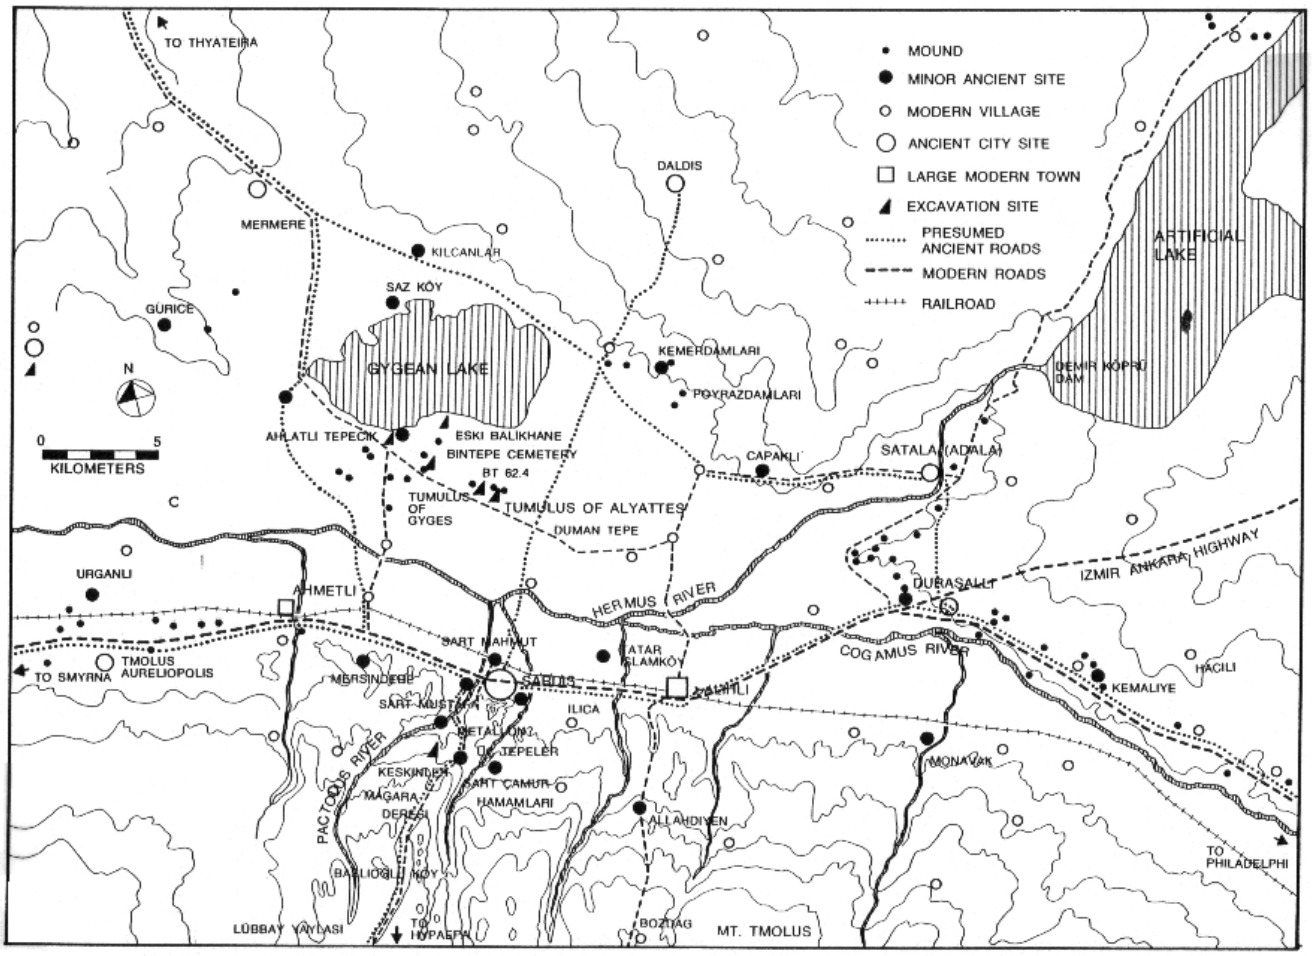 TO THYATEIRA
MOUND
MINOR ANCIENT SITE
MODERN VILLAGE
ANCIENT CITY SITE
LARGE MODERN TOWN
EXCAVATION SITE
PRESUMED
ANCIENT ROADS
MODERN ROADS
RAILROAD
DALDIS
MERMERE
KILCANLAR
SAZ KÖY
GÜRICE
ARTIFICIAL
LAKE
GYGEAN LAKE
KEMERDAMLARI
POYRAZDAMLARI
DEMIR KÖPRÜ
DAM
N
0 5
KILOMETERS
AHLATLI TEPECIK
ESKI BALIKHANE
BINTEPE CEMETERY
BT 62.4
CAPAKLI
SATALA (ADALA)
TUMULUS
OF
GYGES
TUMULUS OF ALYATTES
DUMAN TEPE
C
URGANLI
AHMETLI
HERMUS RIVER
DURASALLI
IZMIR ANKARA HIGHWAY
SART MAHMUT
TATAR
ISLAMKÖY
COGAMUS RIVER
HACILI
TO SMYRNA
TMOLUS
AURELIOPOLIS
MERSINDERE
SARDIS
SALIHLI
KEMALIYE
SART MUSTAFA
ILICA
METALLON?
ÜC TEPELER
PACTOLUS RIVER
KESKINLER
SART ÇAMUR
HAMAMLARI
MONAVAK
MAGARA
DERESI
ALLAHDIYEN
TO
PHILADELPHI
LÜBBAY YAYLASI
TO
HYPAEPA
BOZDAG
MT. TMOLUS